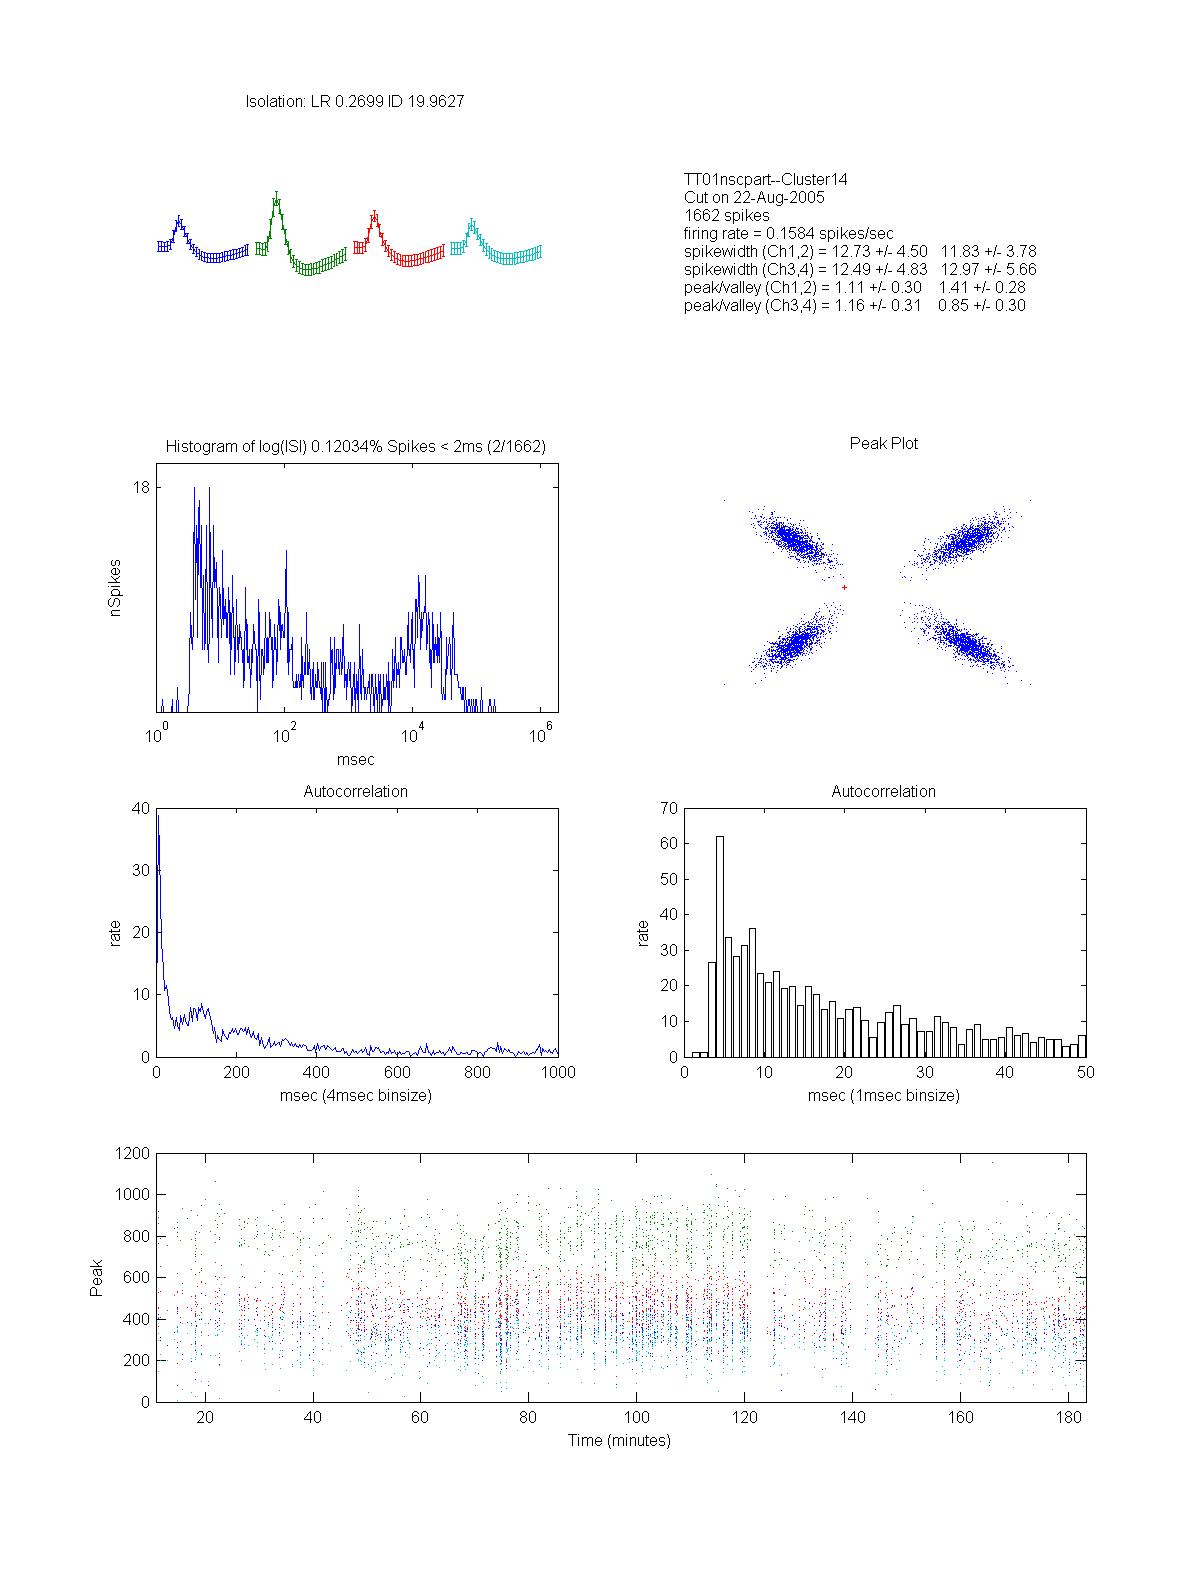 Isolation: LR 0.2699 ID 19.9627
TT01nscpart--Cluster14
Cut on 22-Aug-2005
1662 spikes
firing rate = 0.1584 spikes/sec
spikewidth (Ch1,2) = 12.73 +/- 4.50 11.83 +/- 3.78
spikewidth (Ch3,4) = 12.49 +/- 4.83 12.97 +/- 5.66
peak/valley (Ch1,2) = 1.11 +/- 0.30 1.41 +/- 0.28
peak/valley (Ch3,4) = 1.16 +/- 0.31 0.85 +/- 0.30
Histogram of log(ISI) 0.12034% Spikes < 2ms (2/1662)
18
nSpikes
10^0 10^2 10^4 10^6
msec
Peak Plot
Autocorrelation
40
30
20
10
0
rate
0 200 400 600 800 1000
msec (4msec binsize)
Autocorrelation
70
60
50
40
30
20
10
0
rate
0 10 20 30 40 50
msec (1msec binsize)
1200
1000
800
600
400
200
0
Peak
20 40 60 80 100 120 140 160 180
Time (minutes)